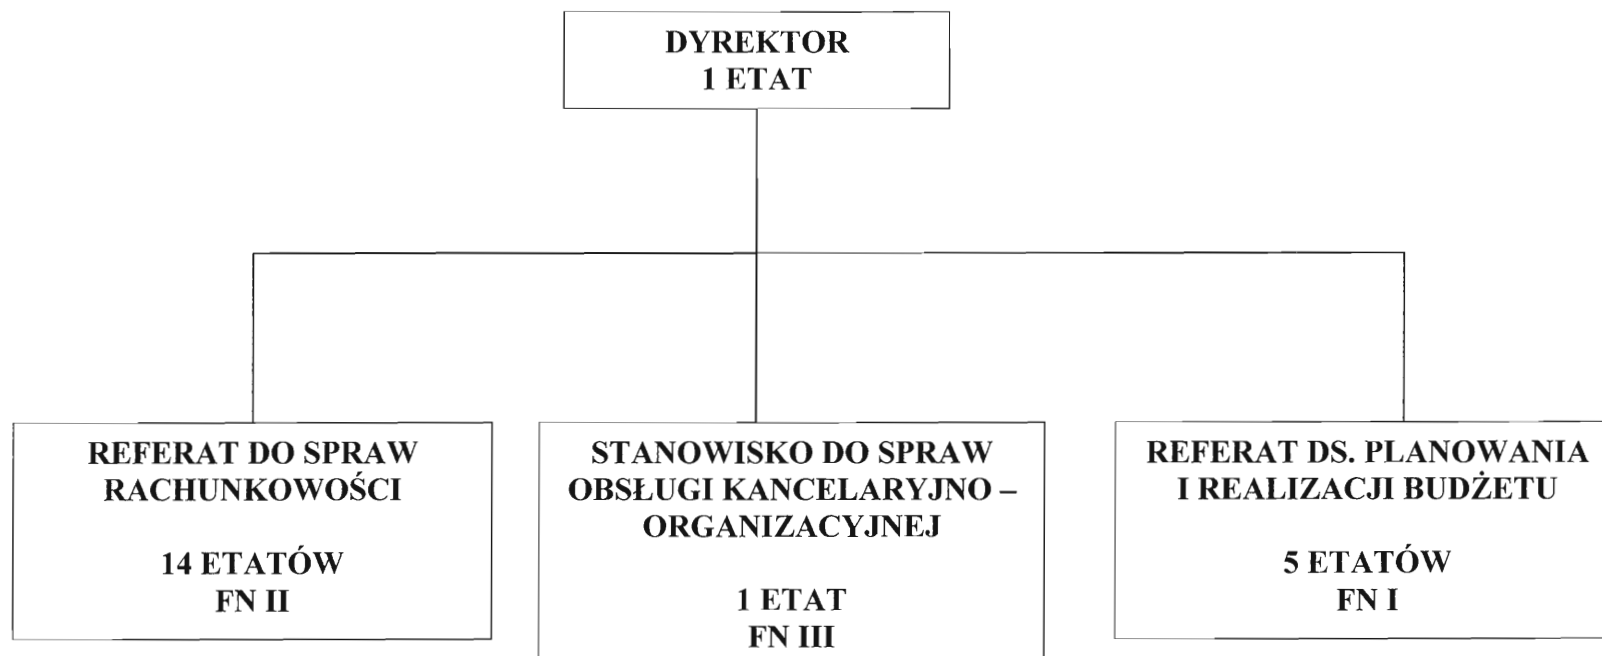 DYREKTOR
1 ETAT
REFERAT DO SPRAW
RACHUNKOWOŚCI
14 ETATÓW
FN II
STANOWISKO DO SPRAW
OBSŁUGI KANCELARYJNO –
ORGANIZACYJNEJ
1 ETAT
FN III
REFERAT DS. PLANOWANIA
I REALIZACJI BUDŻETU
5 ETATÓW
FN I